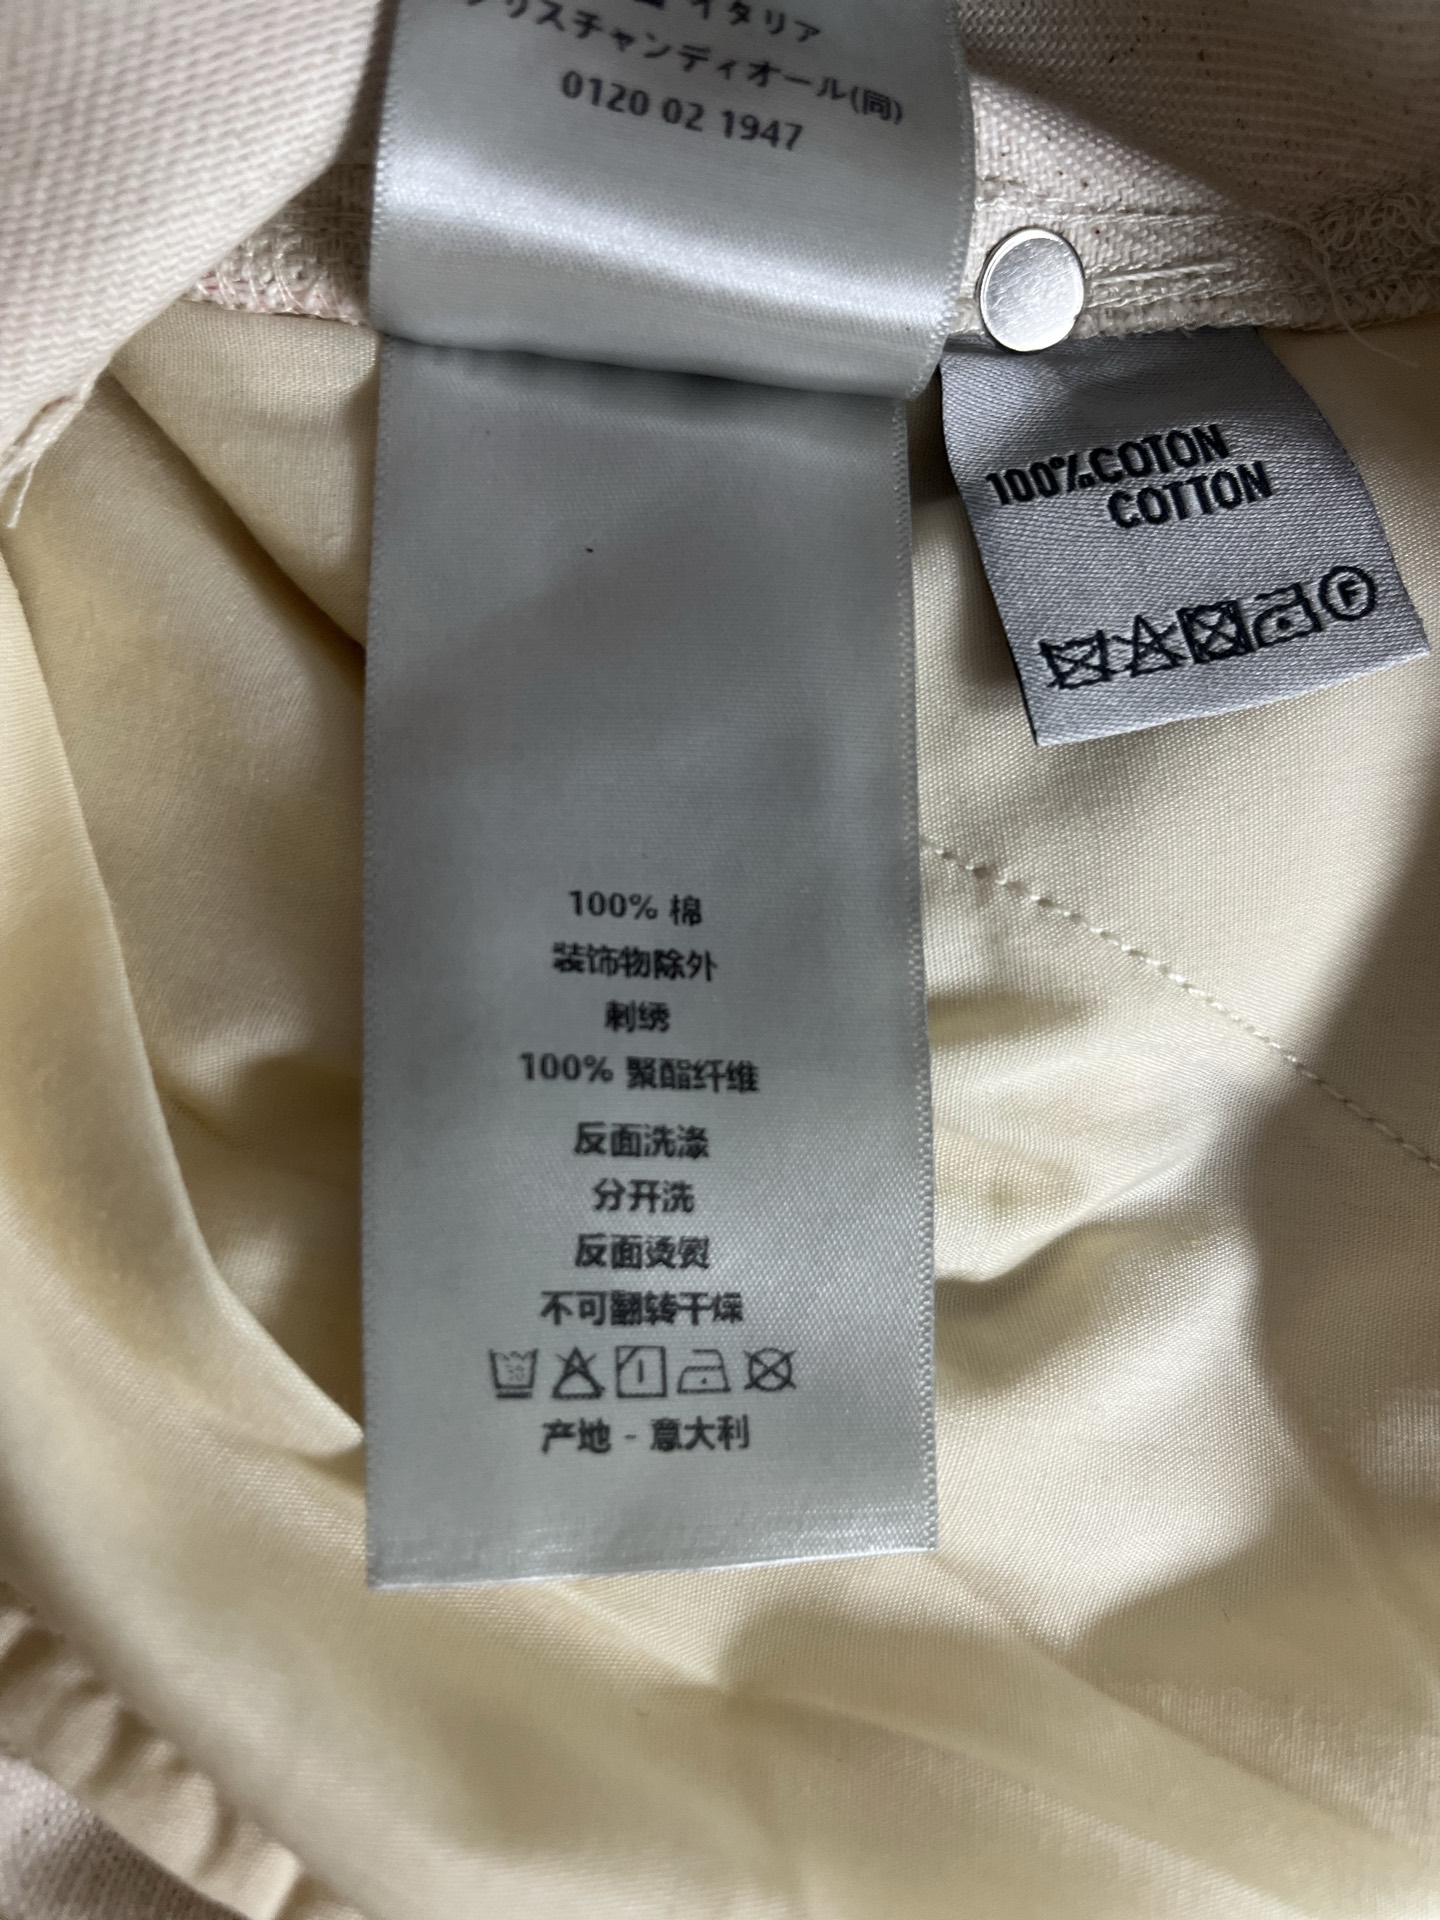 イタリア
クリスチャンディオール(同)
0120 02 1947
100%COTON
COTTON
F
100% 棉
装饰物除外
刺绣
100% 聚酯纤维
反面洗涤
分开洗
反面烫熨
不可翻转干燥
30
产地 - 意大利